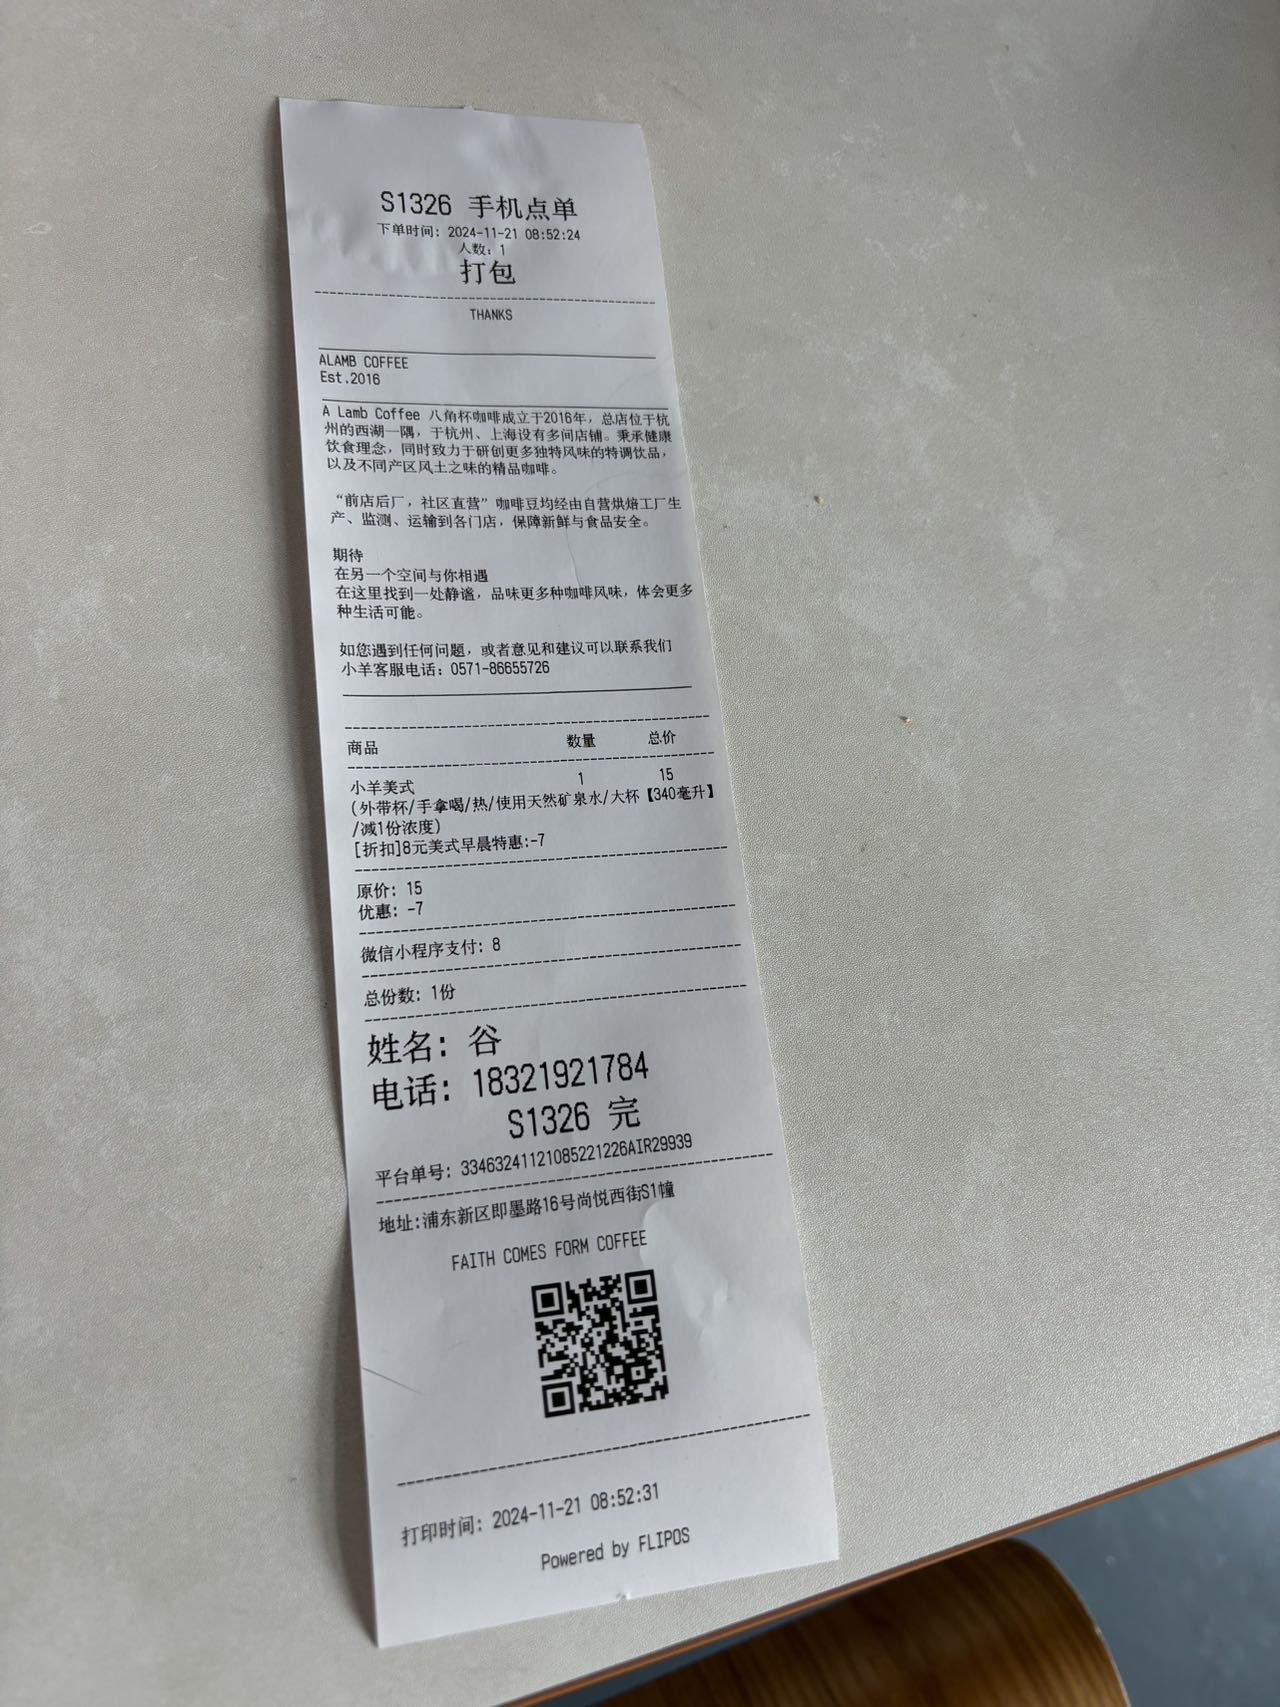 S1326 手机点单
下单时间: 2024-11-21 08:52:24
人数: 1
打包
THANKS
ALAMB COFFEE
Est.2016
A Lamb Coffee 八角杯咖啡成立于2016年，总店位于杭
州的西湖一隅，于杭州、上海设有多间店铺。秉承健康
饮食理念，同时致力于研创更多独特风味的特调饮品，
以及不同产区风土之味的精品咖啡。
“前店后厂，社区直营”咖啡豆均经由自营烘焙工厂生
产、监测、运输到各门店，保障新鲜与食品安全。
期待
在另一个空间与你相遇
在这里找到一处静谧，品味更多种咖啡风味，体会更多
种生活可能。
如您遇到任何问题，或者意见和建议可以联系我们
小羊客服电话：0571-86655726
商品 数量 总价
小羊美式 1 15
(外带杯/手拿喝/热/使用天然矿泉水/大杯【340毫升】
/减1份浓度)
[折扣]8元美式早晨特惠:-7
原价: 15
优惠: -7
微信小程序支付: 8
总份数: 1份
姓名: 谷
电话: 18321921784
S1326 完
平台单号: 33463241121085221226AIR29939
地址:浦东新区即墨路16号尚悦西街S1幢
FAITH COMES FORM COFFEE
打印时间: 2024-11-21 08:52:31
Powered by FLIPOS